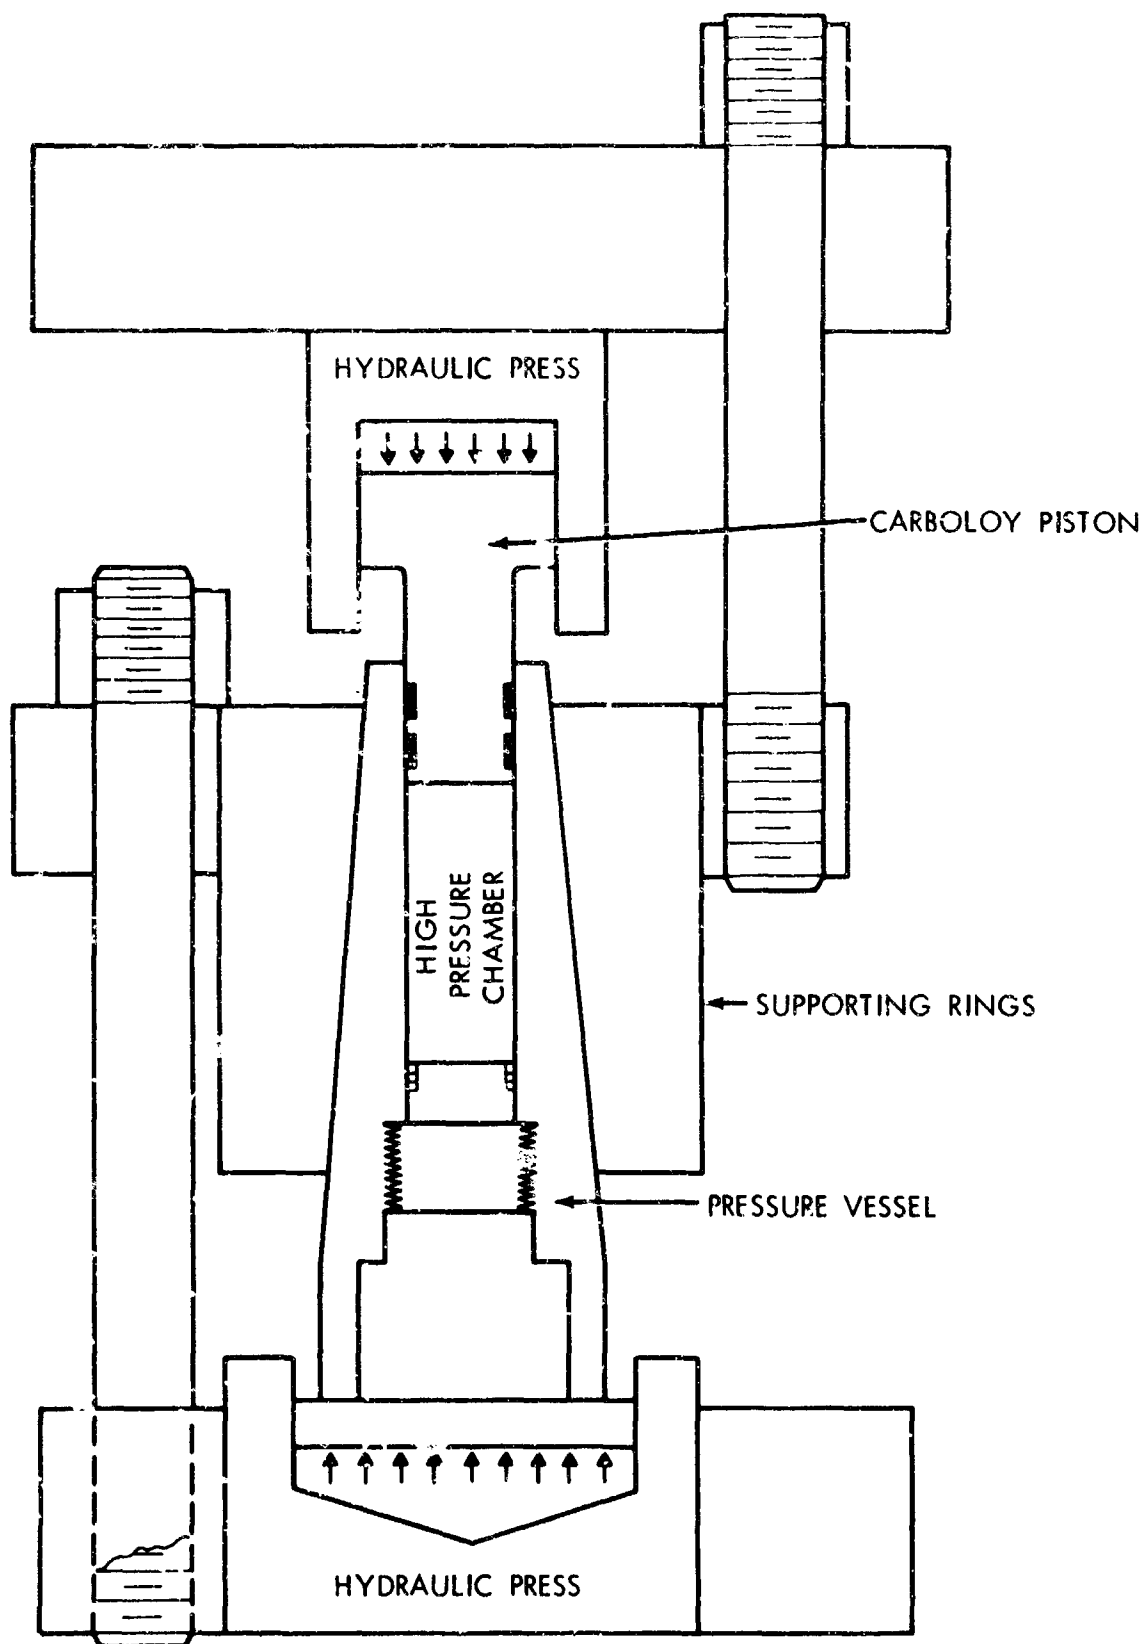 HYDRAULIC PRESS
CARBOLOY PISTON
HIGH
PRESSURE
CHAMBER
SUPPORTING RINGS
PRESSURE VESSEL
HYDRAULIC PRESS